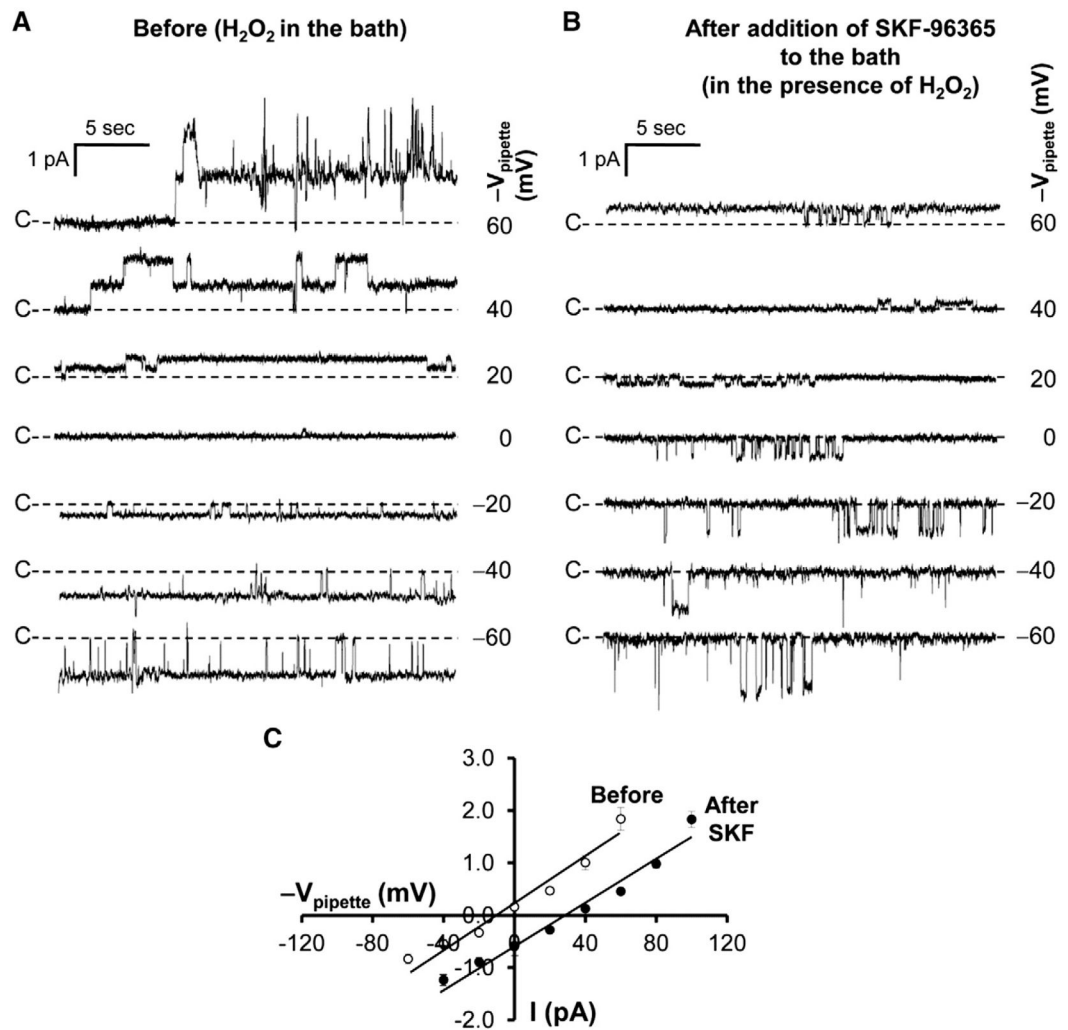 A
Before (H₂O₂ in the bath)
5 sec
1 pA
–Vpipette
(mV)
C
60
C
40
C
20
C
0
C
–20
C
–40
C
–60
B
After addition of SKF-96365
to the bath
(in the presence of H₂O₂)
5 sec
1 pA
–Vpipette (mV)
C
60
C
40
C
20
C
0
C
–20
C
–40
C
–60
C
3.0
Before
After
SKF
2.0
1.0
–Vpipette (mV)
0.0
-120 -80 -40 0 40 80 120
-1.0
-2.0
I (pA)